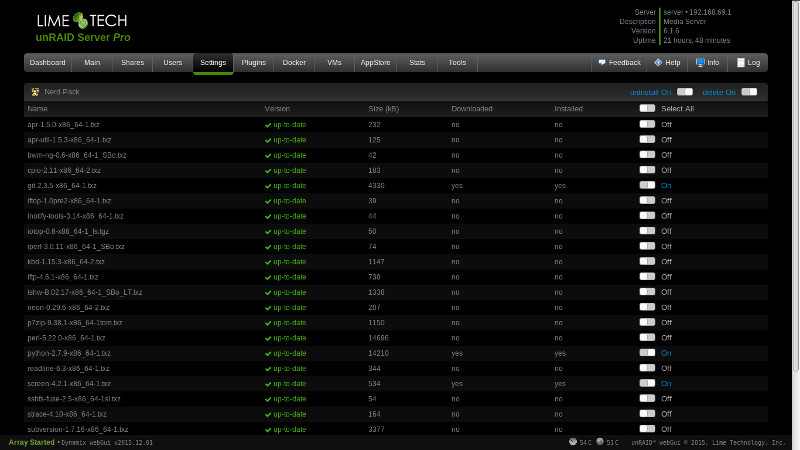 LIME TECH
unRAID Server Pro
Server server • 192.168.69.1
Description Media Server
Version 6.1.6
Uptime 21 hours, 48 minutes
Dashboard Main Shares Users Settings Plugins Docker VMs AppStore Stats Tools Feedback Help Info Log
Nerd Pack uninstall On delete On
Name Version Size (kB) Downloaded Installed Select All
apr-1.5.0-x86_64-1.txz up-to-date 232 no no Off
apr-util-1.5.3-x86_64-1.txz up-to-date 125 no no Off
bwm-ng-0.6-x86_64-1_SBo.txz up-to-date 42 no no Off
cpio-2.11-x86_64-2.txz up-to-date 183 no no Off
git-2.3.5-x86_64-1.txz up-to-date 4330 yes yes On
iftop-1.0pre2-x86_64-1.txz up-to-date 39 no no Off
inotify-tools-3.14-x86_64-1.txz up-to-date 44 no no Off
iotop-0.6-x86_64-1_ls.tgz up-to-date 50 no no Off
iperf-3.0.11-x86_64-1_SBo.txz up-to-date 74 no no Off
kbd-1.15.3-x86_64-2.txz up-to-date 1147 no no Off
lftp-4.6.1-x86_64-1.txz up-to-date 730 no no Off
lshw-B.02.17-x86_64-1_SBo_LT.txz up-to-date 1338 no no Off
neon-0.29.6-x86_64-2.txz up-to-date 207 no no Off
p7zip-9.38.1-x86_64-1tom.txz up-to-date 1150 no no Off
perl-5.22.0-x86_64-1.txz up-to-date 14696 no no Off
python-2.7.9-x86_64-1.txz up-to-date 14210 yes yes On
readline-6.3-x86_64-1.txz up-to-date 344 no no Off
screen-4.2.1-x86_64-1.txz up-to-date 534 yes yes On
sshfs-fuse-2.5-x86_64-1sl.txz up-to-date 54 no no Off
strace-4.10-x86_64-1.txz up-to-date 164 no no Off
subversion-1.7.16-x86_64-1.txz up-to-date 3377 no no Off
Array Started • Dynamix webGui v2015.12.01 54 C 51 C unRAID™ webGui © 2015, Lime Technology, Inc.